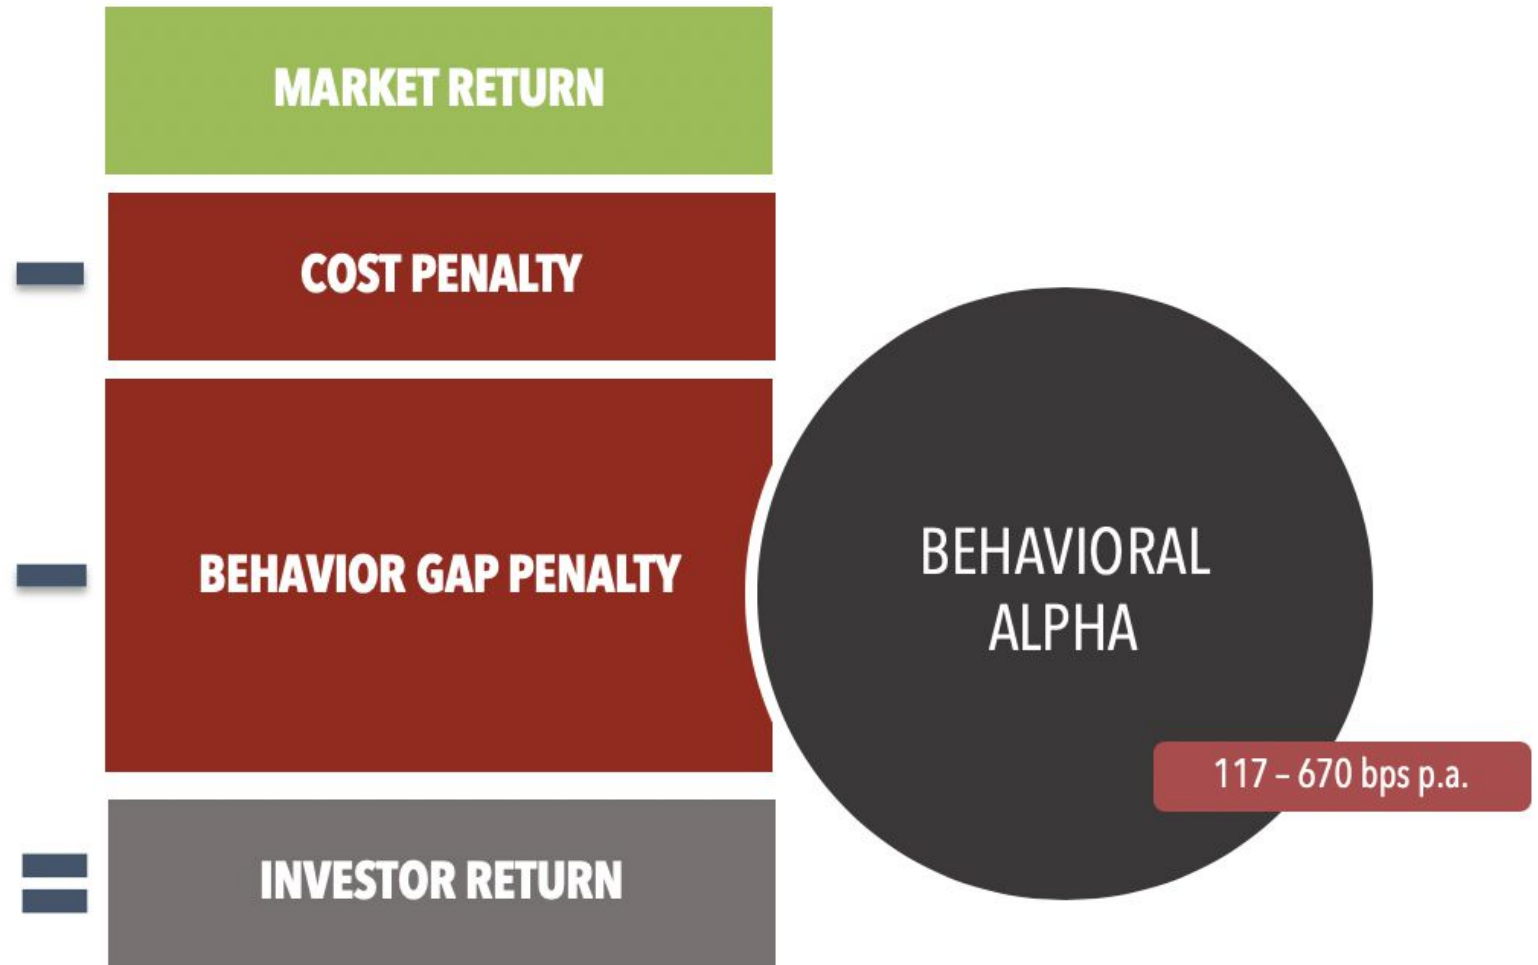 MARKET RETURN
COST PENALTY
BEHAVIOR GAP PENALTY
BEHAVIORAL
ALPHA
117 – 670 bps p.a.
INVESTOR RETURN